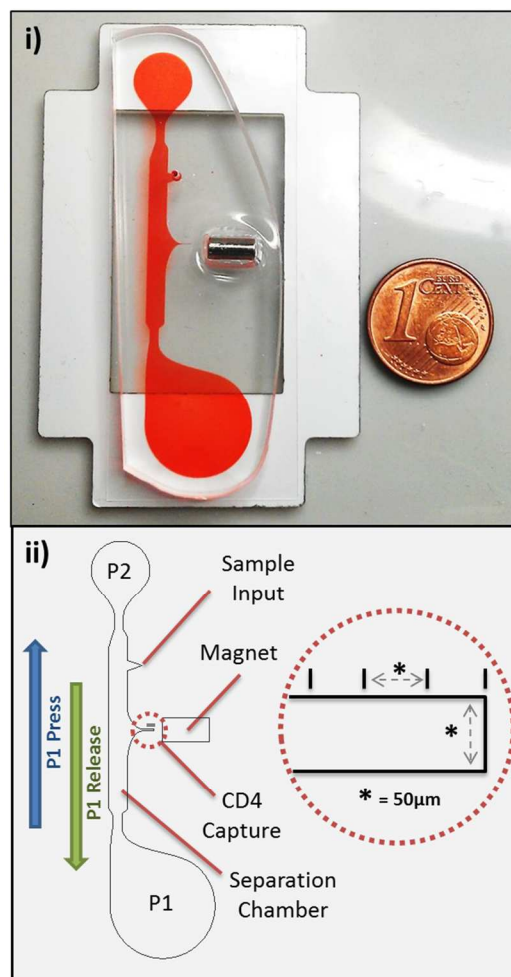 i)
1 EURO
CENT
ii)
P2
Sample
Input
Magnet
P1 Press
P1 Release
*
*
* = 50µm
CD4
Capture
Separation
Chamber
P1